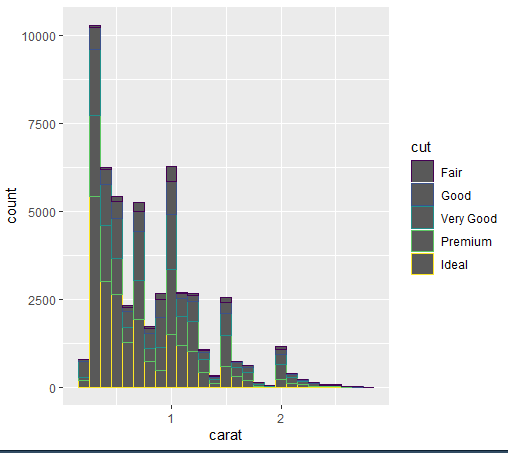 10000
7500
5000
2500
0
count
1
2
carat
cut
Fair
Good
Very Good
Premium
Ideal